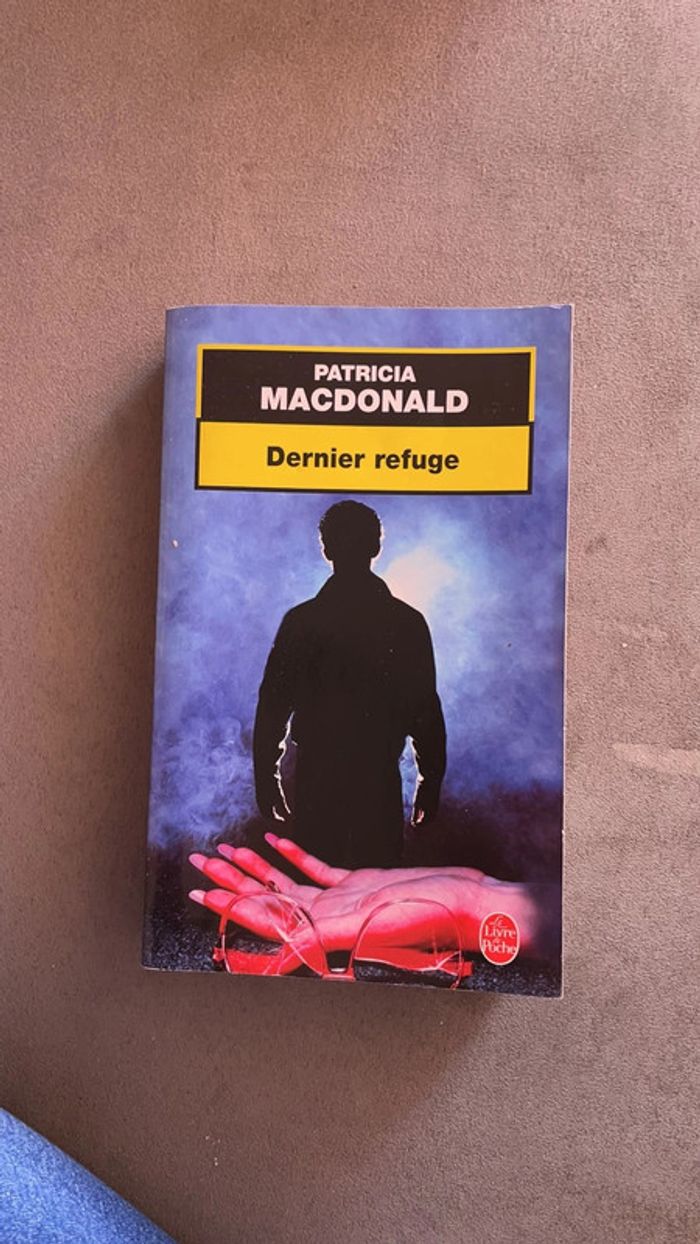 PATRICIA
MACDONALD
Dernier refuge
Le
Livre
de
Poche